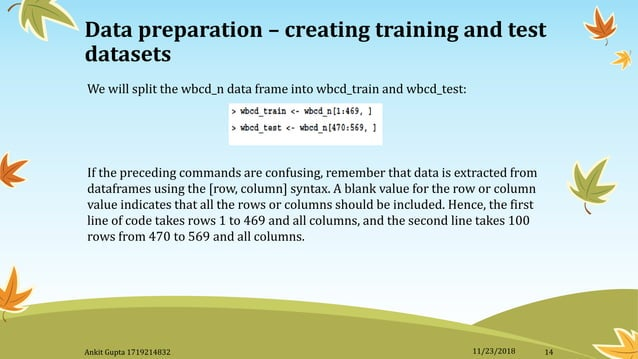 Data preparation – creating training and test
datasets
We will split the wbcd_n data frame into wbcd_train and wbcd_test:
> wbcd_train <- wbcd_n[1:469, ]
> wbcd_test <- wbcd_n[470:569, ]
If the preceding commands are confusing, remember that data is extracted from
dataframes using the [row, column] syntax. A blank value for the row or column
value indicates that all the rows or columns should be included. Hence, the first
line of code takes rows 1 to 469 and all columns, and the second line takes 100
rows from 470 to 569 and all columns.
Ankit Gupta 1719214832
11/23/2018
14